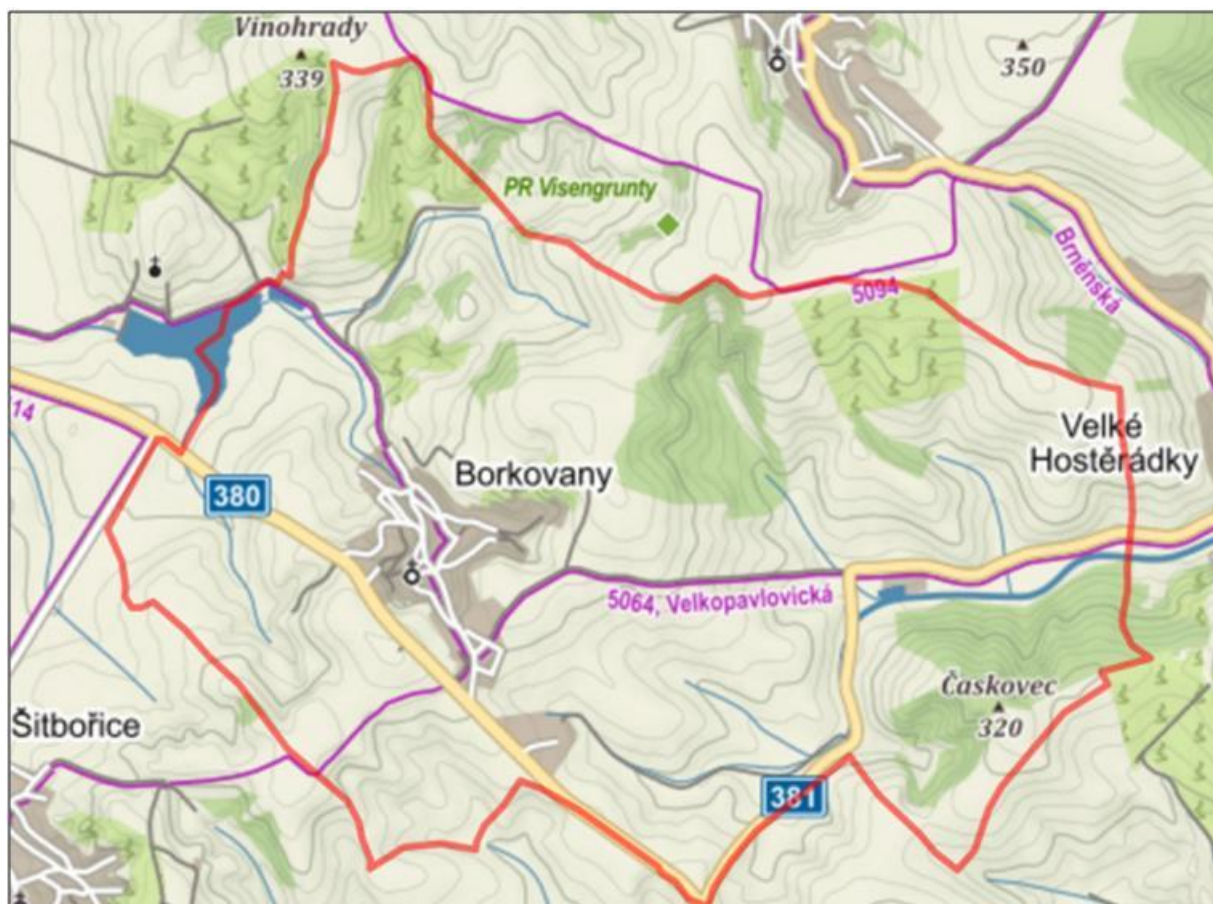 Vinohrady
339
350
PR Visengrunty
Brněnská
5094
14
Velké
Hostěrádky
Borkovany
380
5064, Velkopavlovická
Časkovec
320
Šitbořice
381